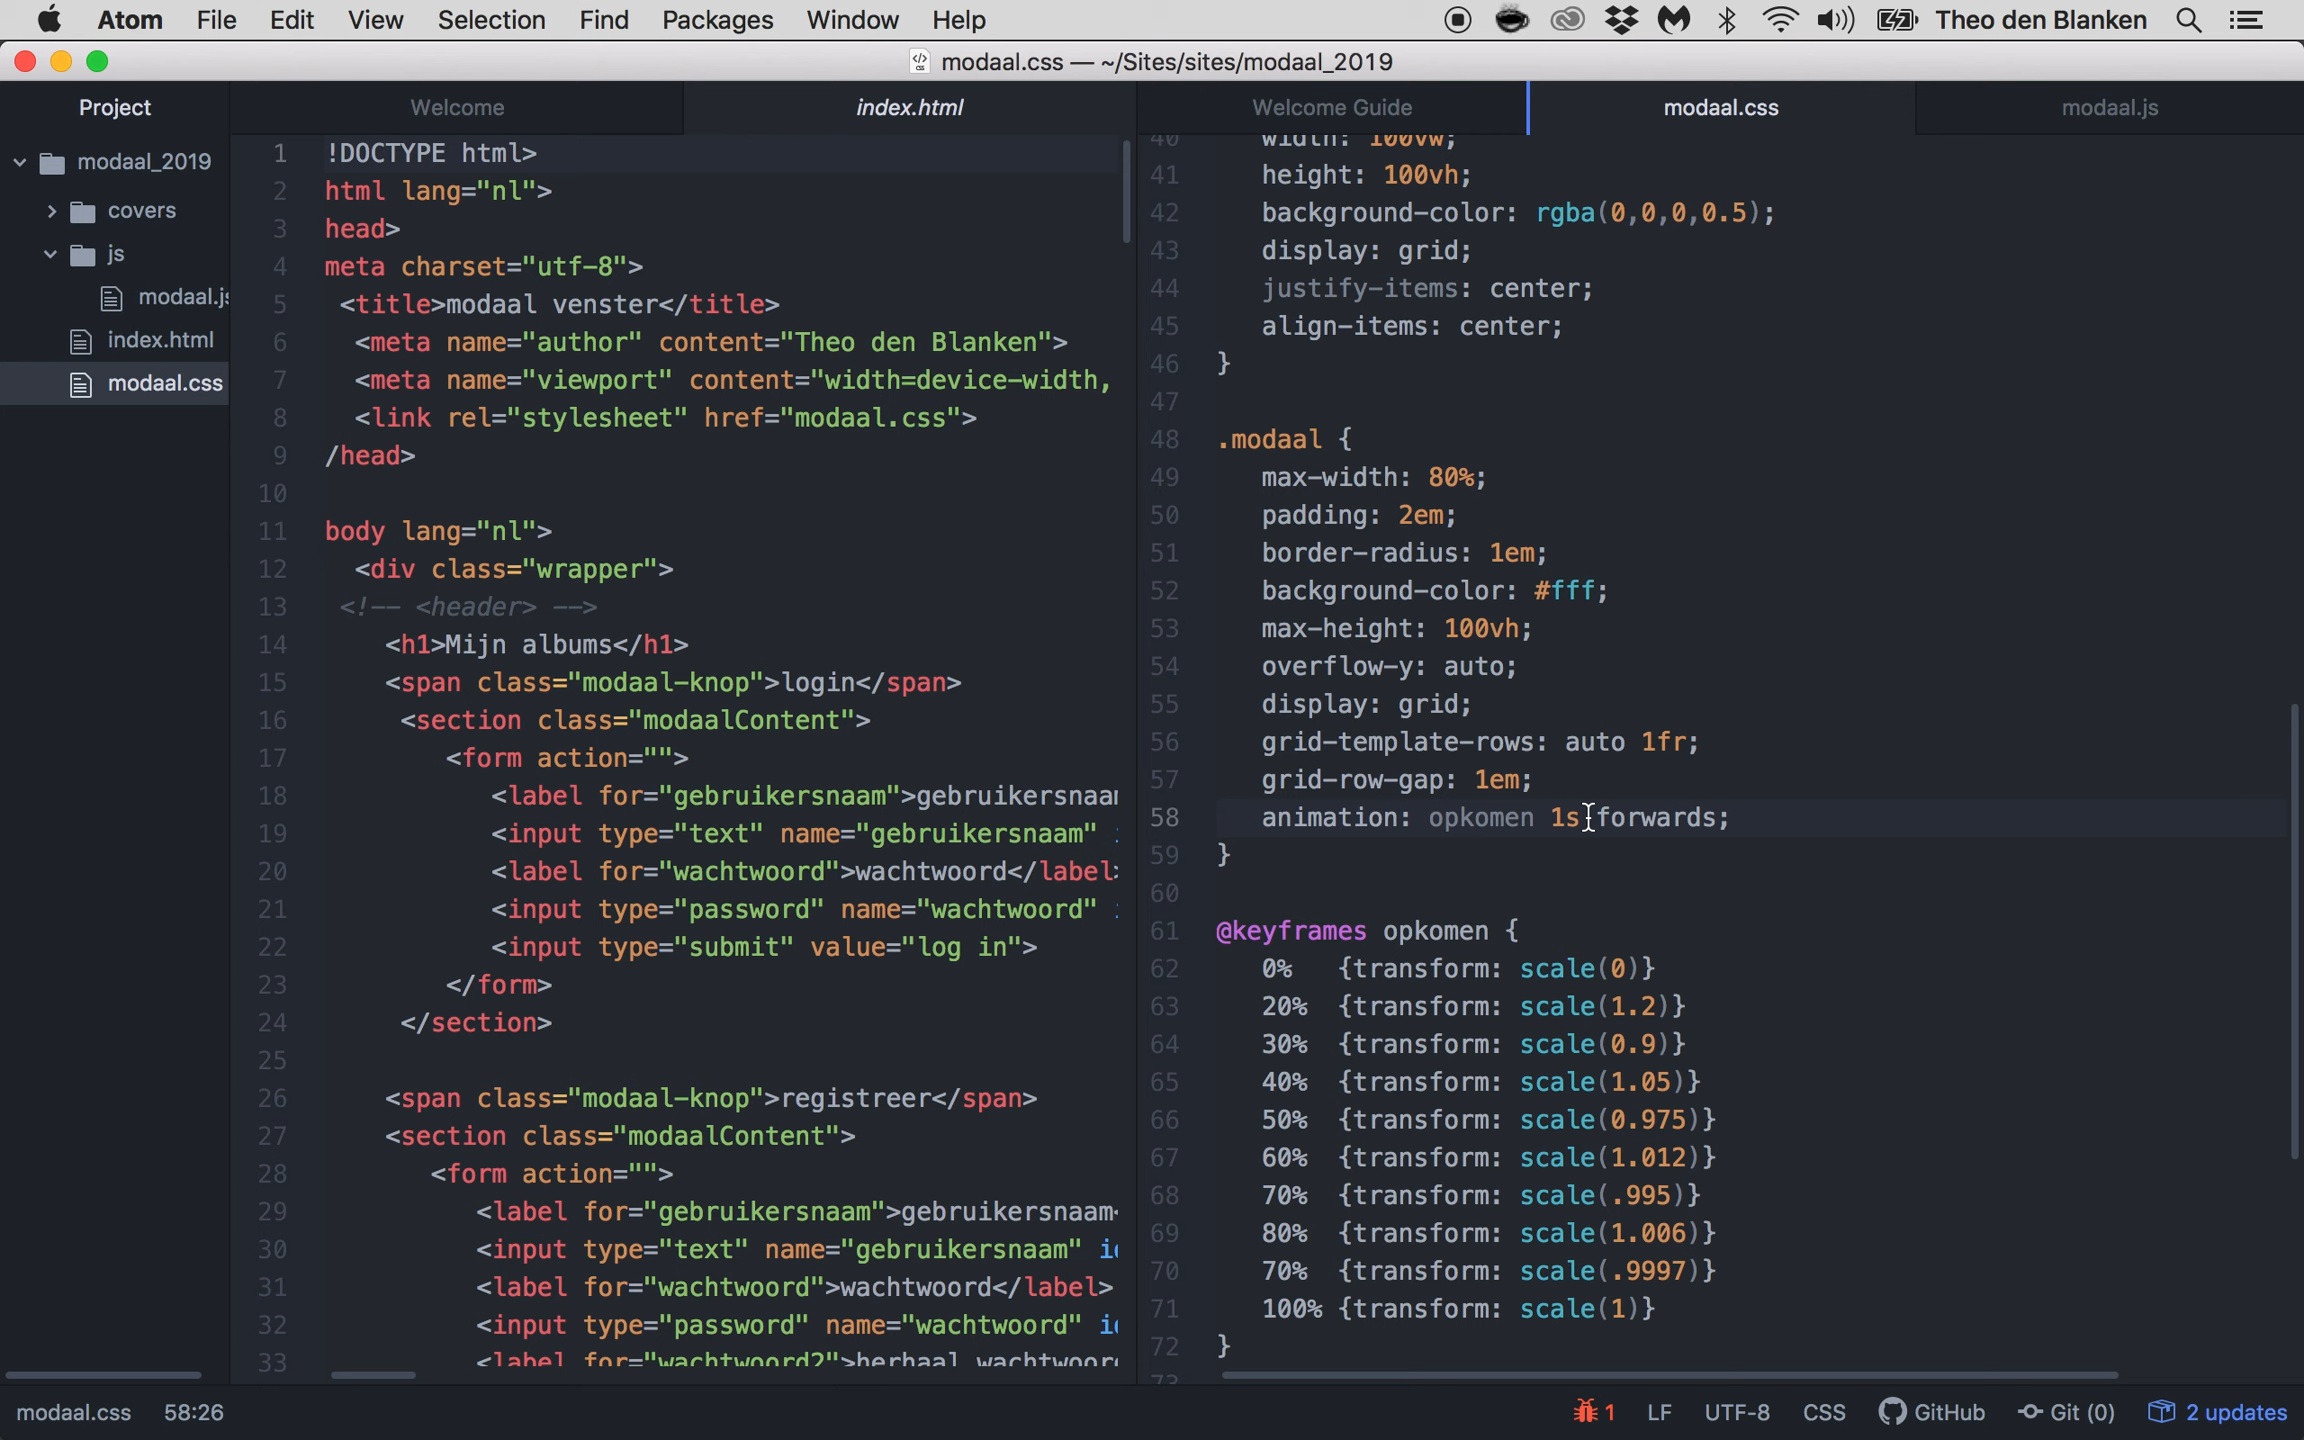 Atom File Edit View Selection Find Packages Window Help Theo den Blanken
modaal.css — ~/Sites/sites/modaal_2019
Project
modaal_2019
covers
js
modaal.js
index.html
modaal.css
Welcome index.html
1 !DOCTYPE html>
2 html lang="nl">
3 head>
4 meta charset="utf-8">
5 <title>modaal venster</title>
6 <meta name="author" content="Theo den Blanken">
7 <meta name="viewport" content="width=device-width,
8 <link rel="stylesheet" href="modaal.css">
9 /head>
10
11 body lang="nl">
12 <div class="wrapper">
13 <!-- <header> -->
14 <h1>Mijn albums</h1>
15 <span class="modaal-knop">login</span>
16 <section class="modaalContent">
17 <form action="">
18 <label for="gebruikersnaam">gebruikersnaam
19 <input type="text" name="gebruikersnaam"
20 <label for="wachtwoord">wachtwoord</label>
21 <input type="password" name="wachtwoord"
22 <input type="submit" value="log in">
23 </form>
24 </section>
25
26 <span class="modaal-knop">registreer</span>
27 <section class="modaalContent">
28 <form action="">
29 <label for="gebruikersnaam">gebruikersnaam<
30 <input type="text" name="gebruikersnaam" i
31 <label for="wachtwoord">wachtwoord</label>
32 <input type="password" name="wachtwoord" i
33 <label for="wachtwoord2">herhaal wachtwoor
Welcome Guide modaal.css modaal.js
40 width: 100vw;
41 height: 100vh;
42 background-color: rgba(0,0,0,0.5);
43 display: grid;
44 justify-items: center;
45 align-items: center;
46 }
47
48 .modaal {
49 max-width: 80%;
50 padding: 2em;
51 border-radius: 1em;
52 background-color: #fff;
53 max-height: 100vh;
54 overflow-y: auto;
55 display: grid;
56 grid-template-rows: auto 1fr;
57 grid-row-gap: 1em;
58 animation: opkomen 1s forwards;
59 }
60
61 @keyframes opkomen {
62 0% {transform: scale(0)}
63 20% {transform: scale(1.2)}
64 30% {transform: scale(0.9)}
65 40% {transform: scale(1.05)}
66 50% {transform: scale(0.975)}
67 60% {transform: scale(1.012)}
68 70% {transform: scale(.995)}
69 80% {transform: scale(1.006)}
70 70% {transform: scale(.9997)}
71 100% {transform: scale(1)}
72 }
73
modaal.css 58:26 1 LF UTF-8 CSS GitHub Git (0) 2 updates